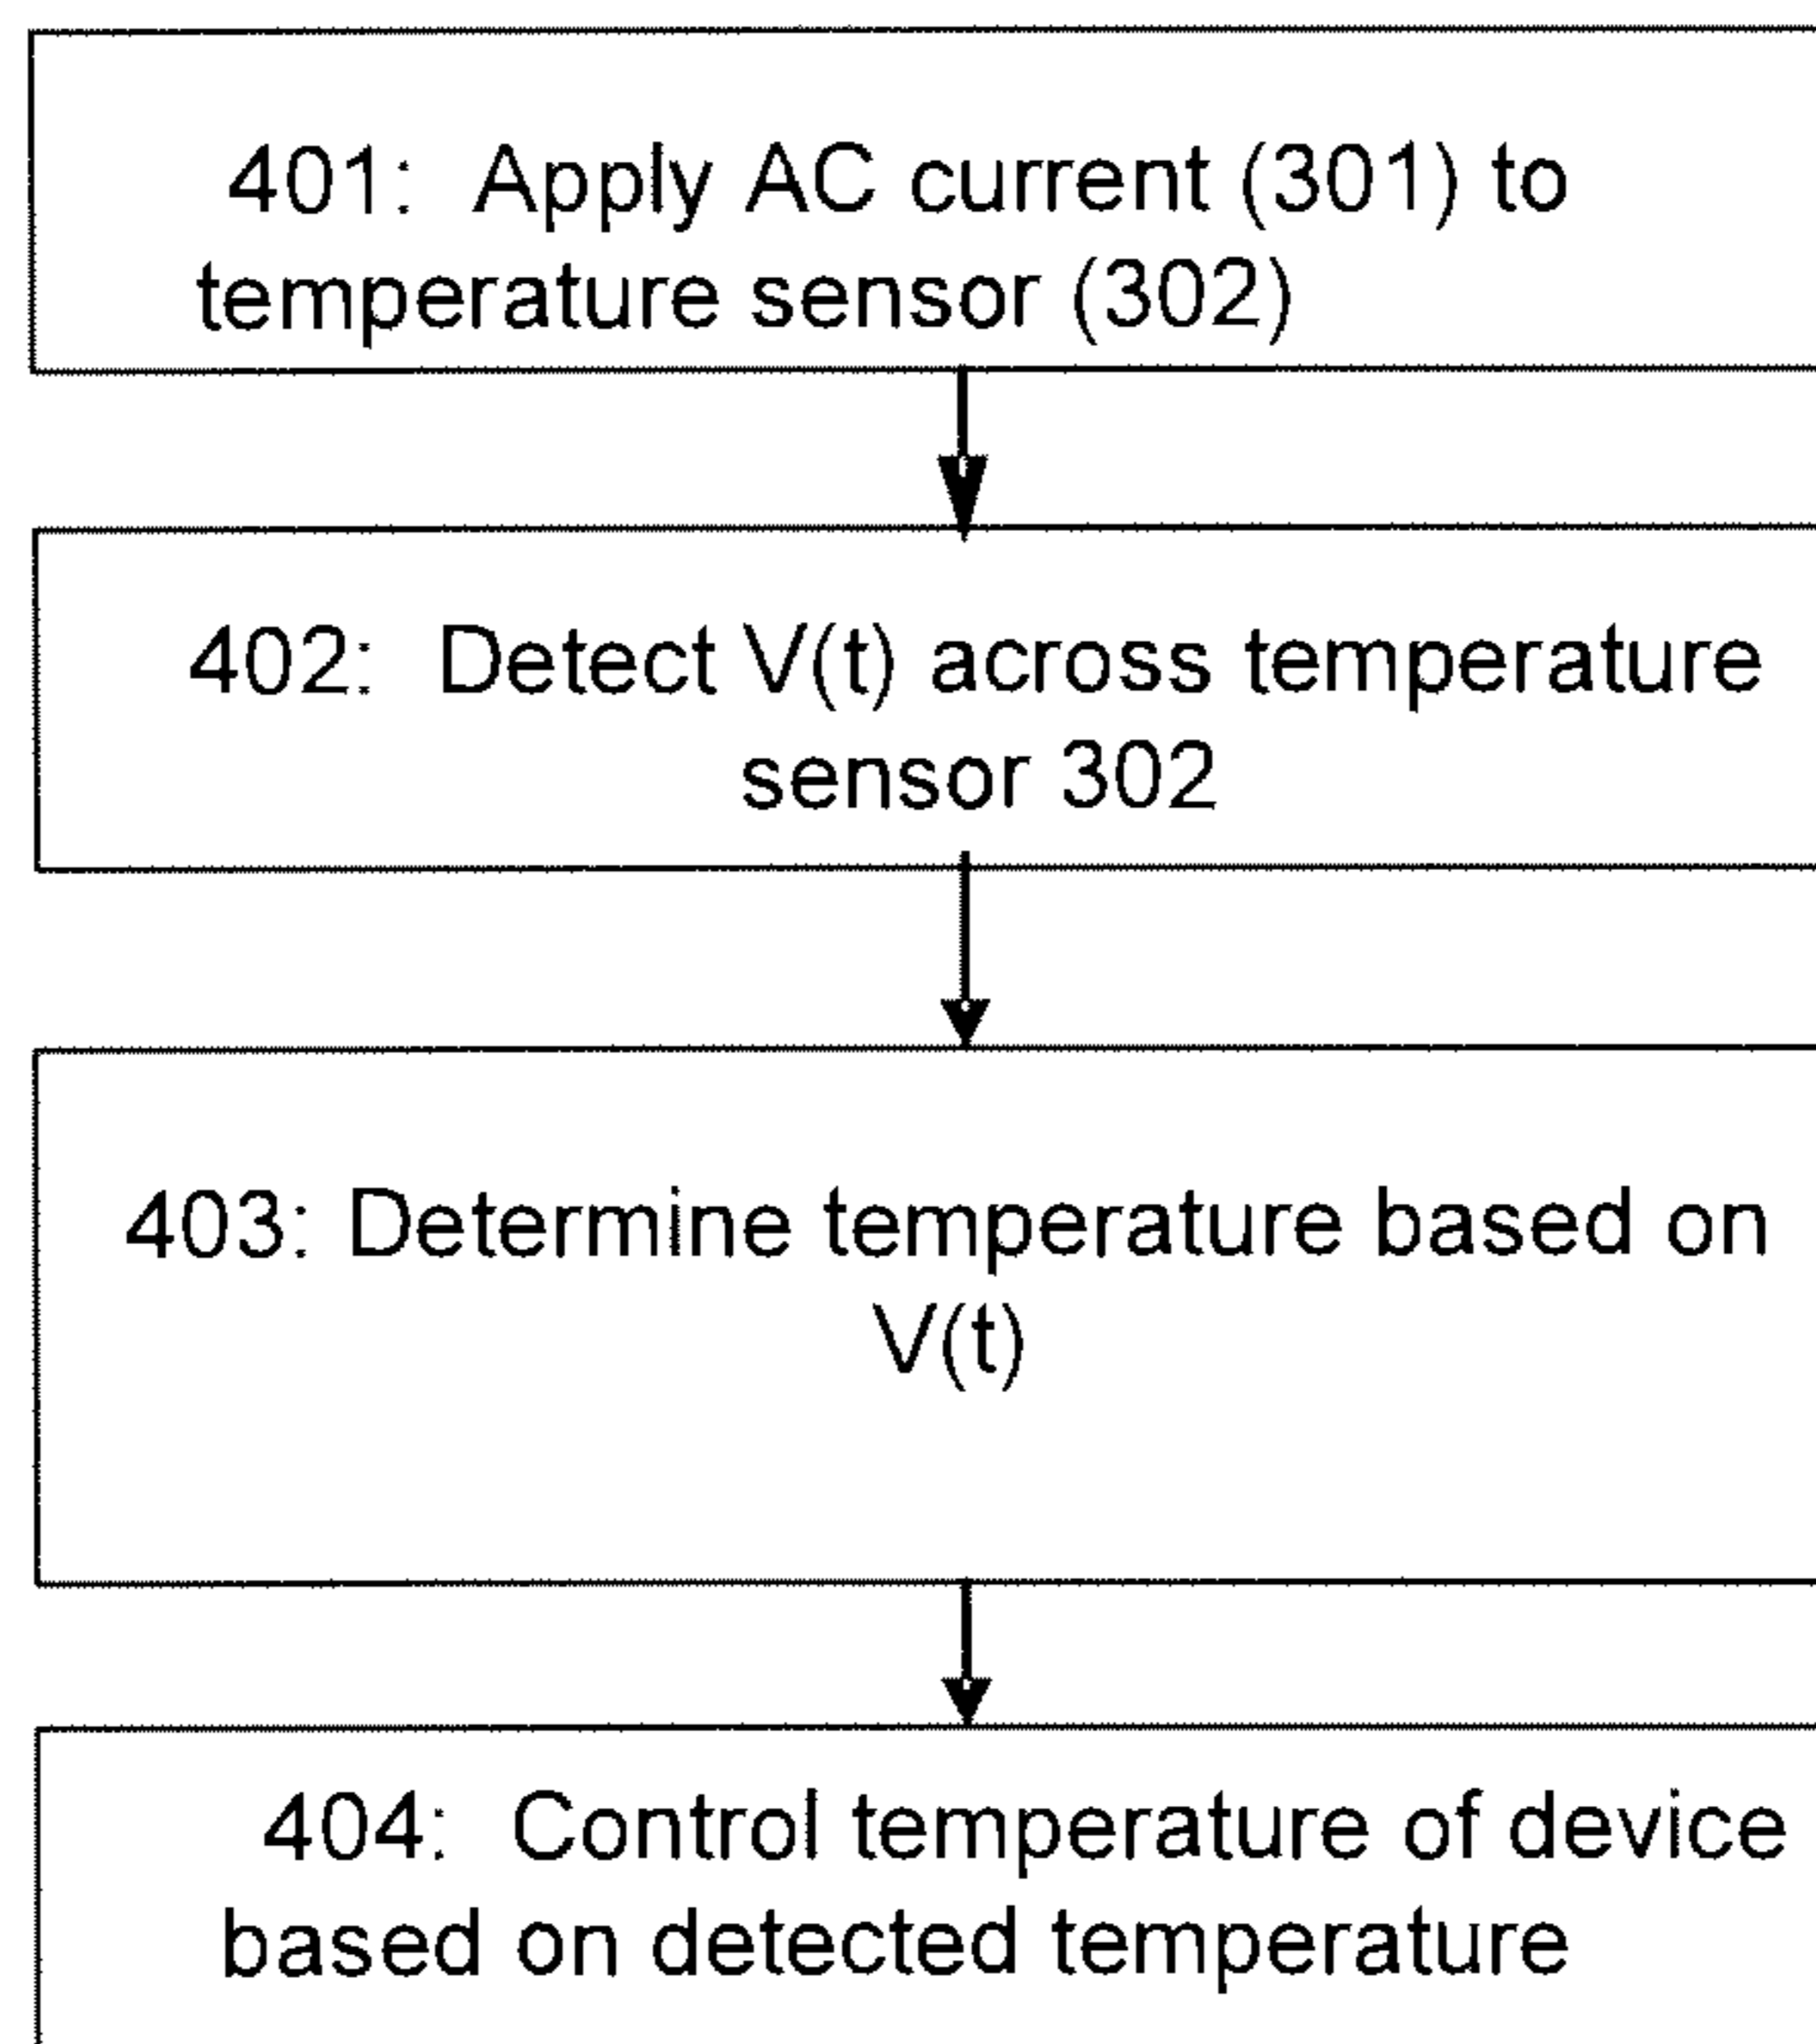 401: Apply AC current (301) to
temperature sensor (302)
402: Detect V(t) across temperature
sensor 302
403: Determine temperature based on
V(t)
404: Control temperature of device
based on detected temperature